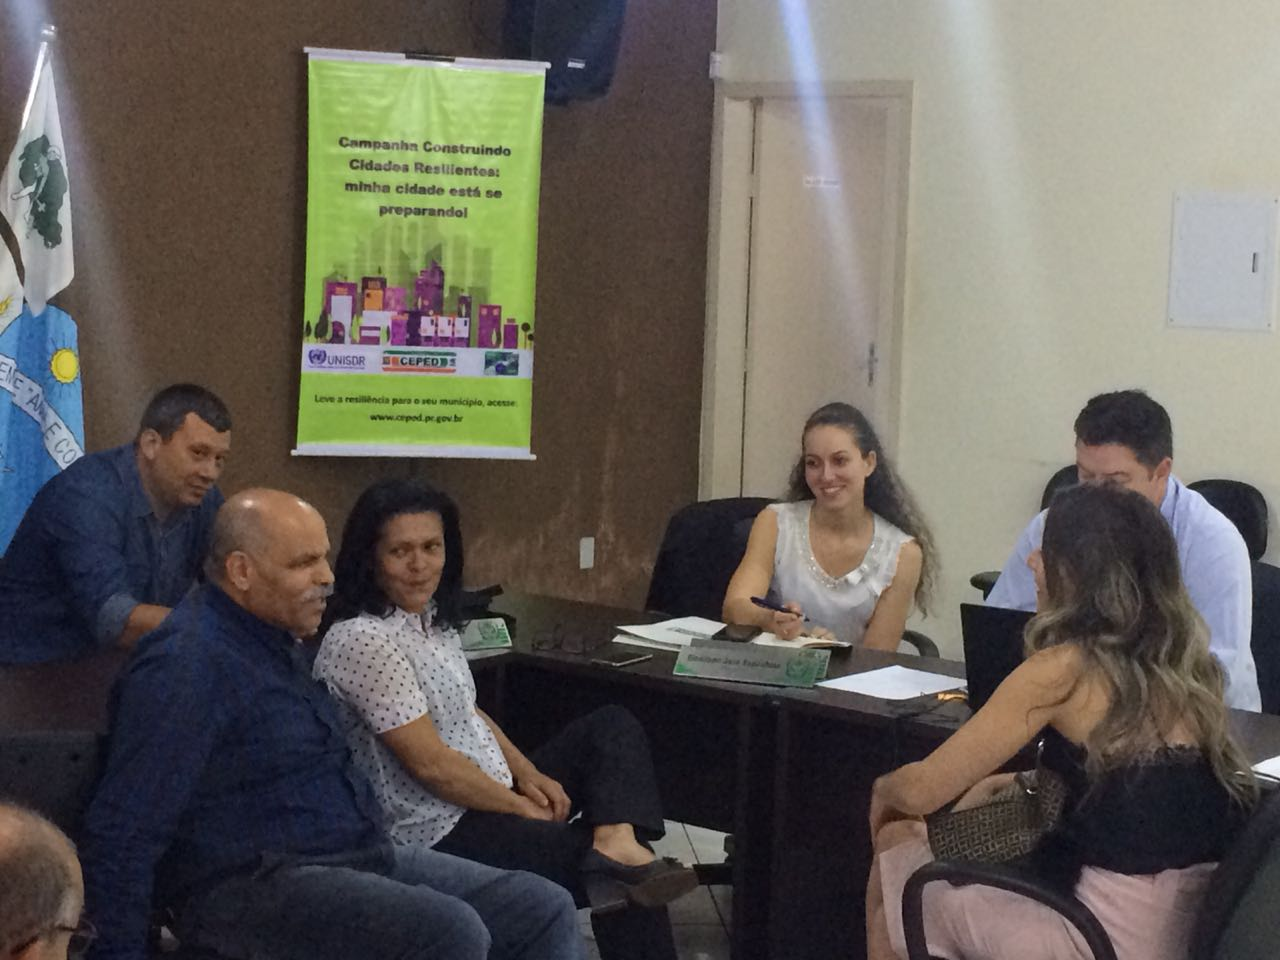 Campanha Construindo
Cidades Resilientes:
minha cidade está se
preparando!
UNISDR
CEPED
Leve a resiliência para o seu município, acesse:
www.ceped.pr.gov.br